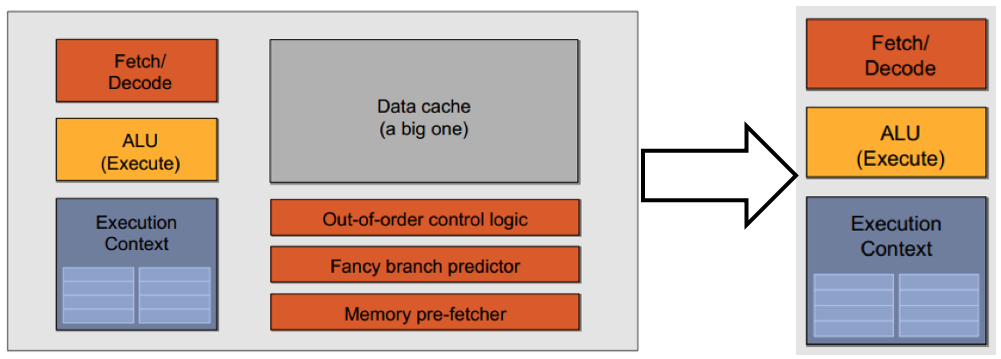 Fetch/
Decode
ALU
(Execute)
Execution
Context
Data cache
(a big one)
Out-of-order control logic
Fancy branch predictor
Memory pre-fetcher
Fetch/
Decode
ALU
(Execute)
Execution
Context